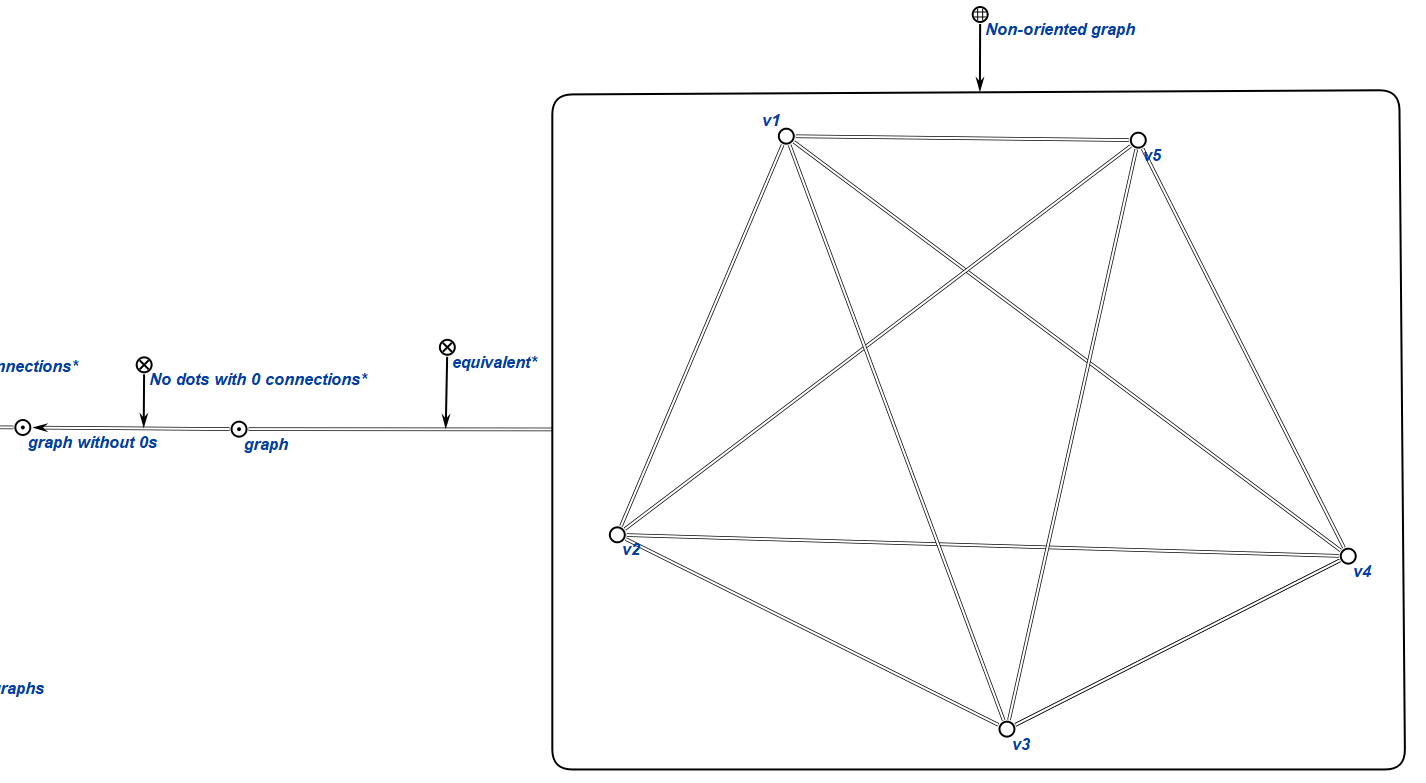 Non-oriented graph
v1
v5
equivalent*
nnections*
No dots with 0 connections*
graph without 0s
graph
v2
v4
raphs
v3